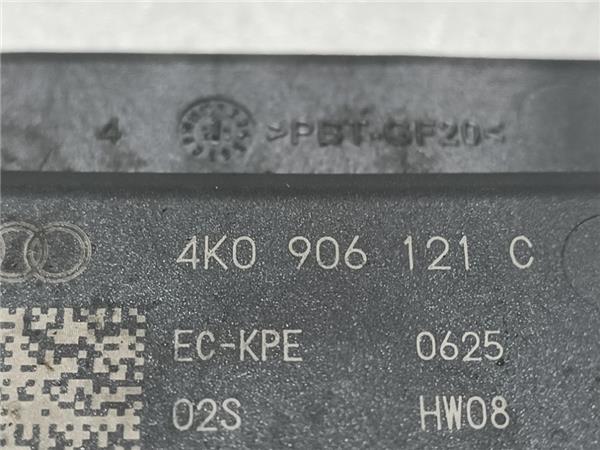 4 >PBT-GF20<
4K0 906 121 C
EC-KPE 0625
02S HW08